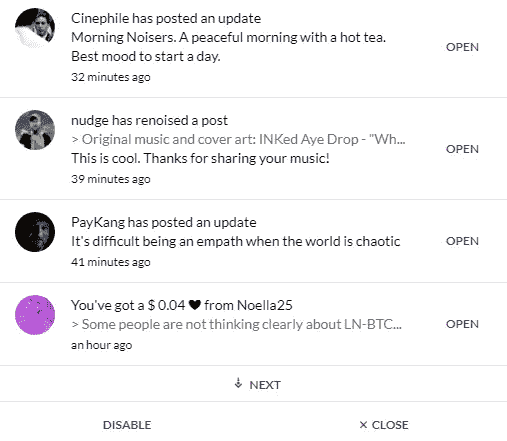 Cinephile has posted an update
Morning Noisers. A peaceful morning with a hot tea.
Best mood to start a day.
OPEN
32 minutes ago
nudge has renoised a post
> Original music and cover art: INKed Aye Drop - "Wh...
OPEN
This is cool. Thanks for sharing your music!
39 minutes ago
PayKang has posted an update
It's difficult being an empath when the world is chaotic
OPEN
41 minutes ago
You've got a $ 0.04 ♥ from Noella25
> Some people are not thinking clearly about LN-BTC...
OPEN
an hour ago
NEXT
DISABLE
× CLOSE